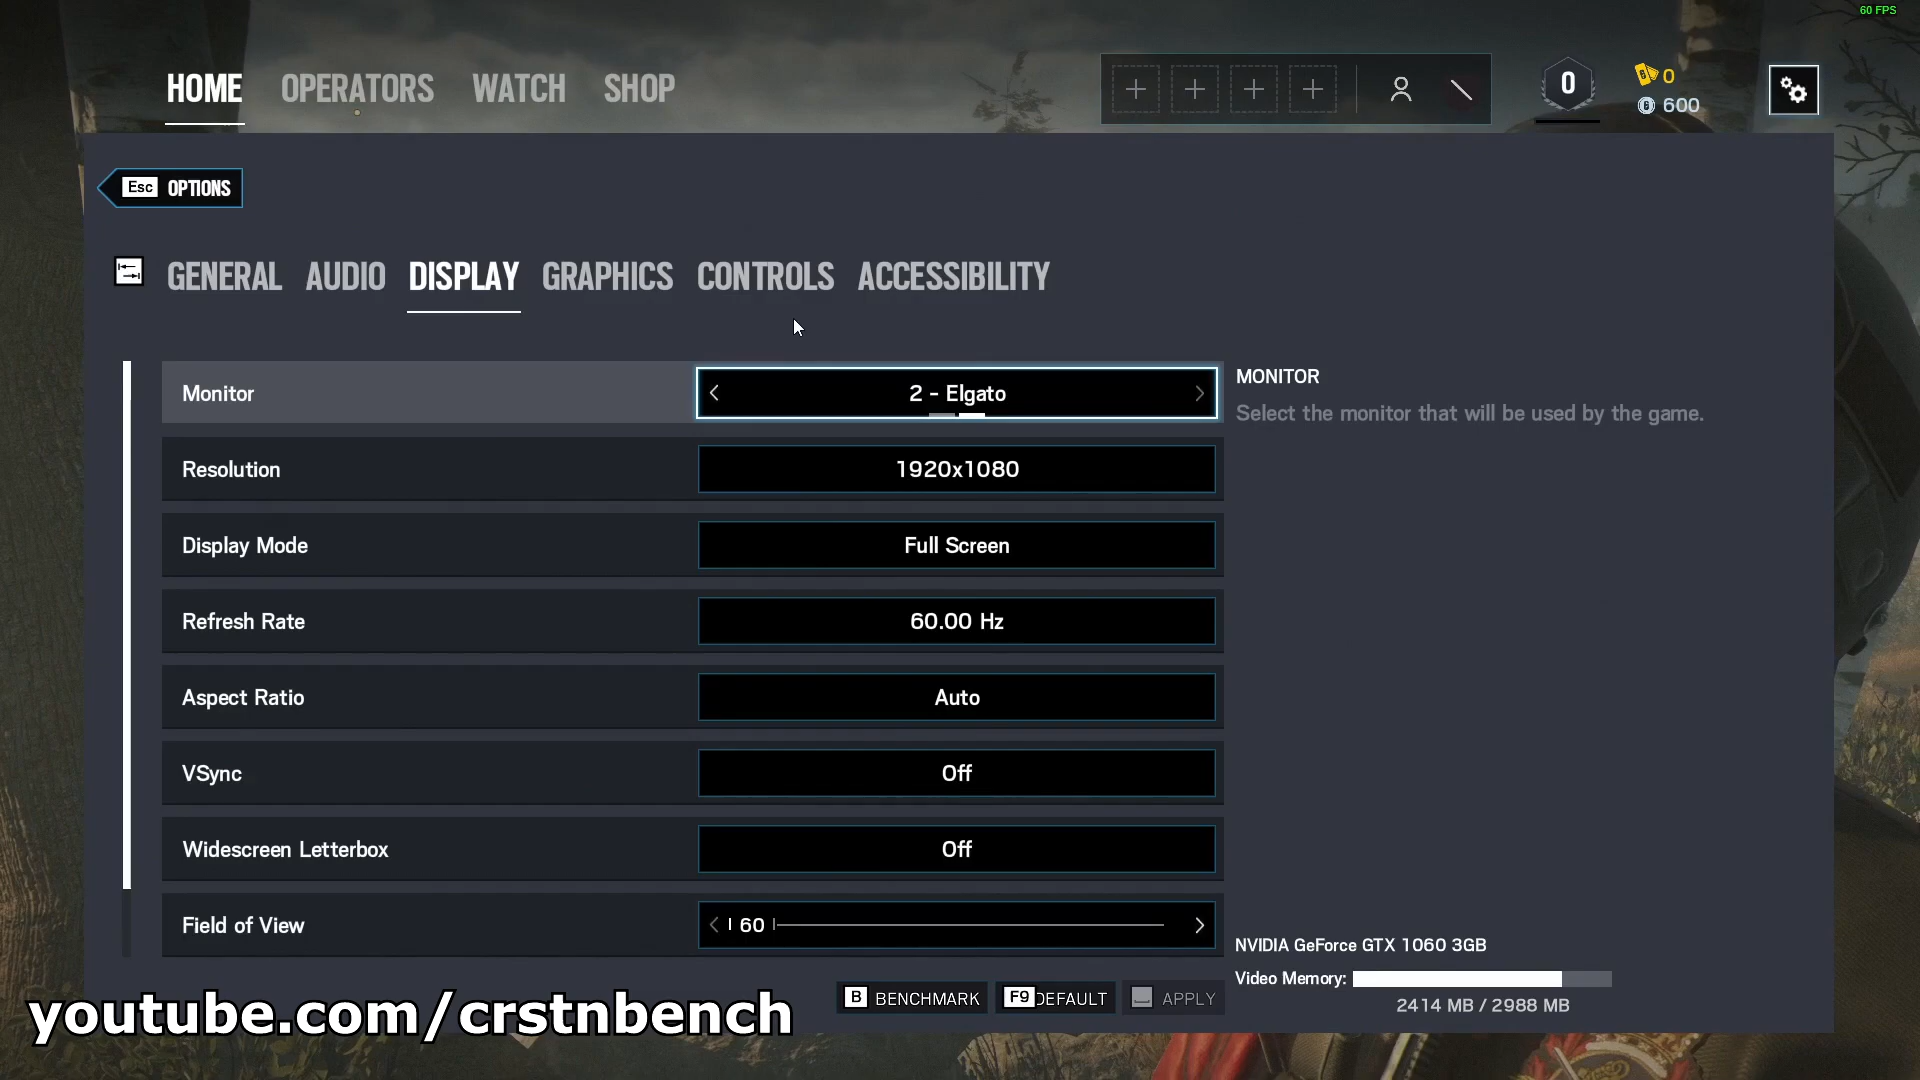 60 FPS
HOME OPERATORS WATCH SHOP
0
0
600
Esc OPTIONS
GENERAL AUDIO DISPLAY GRAPHICS CONTROLS ACCESSIBILITY
Monitor 2 - Elgato
MONITOR
Select the monitor that will be used by the game.
Resolution 1920x1080
Display Mode Full Screen
Refresh Rate 60.00 Hz
Aspect Ratio Auto
VSync Off
Widescreen Letterbox Off
Field of View 60
NVIDIA GeForce GTX 1060 3GB
Video Memory:
2414 MB / 2988 MB
B BENCHMARK F9 DEFAULT APPLY
youtube.com/crstnbench